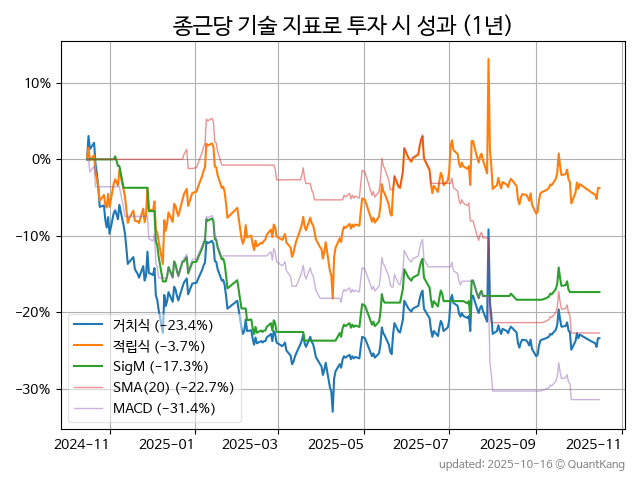 종근당 기술 지표로 투자 시 성과 (1년)
10%
0%
−10%
−20%
−30%
거치식 (−23.4%)
적립식 (−3.7%)
SigM (−17.3%)
SMA(20) (−22.7%)
MACD (−31.4%)
2024-11
2025-01
2025-03
2025-05
2025-07
2025-09
2025-11
updated: 2025-10-16 ⓒ QuantKang